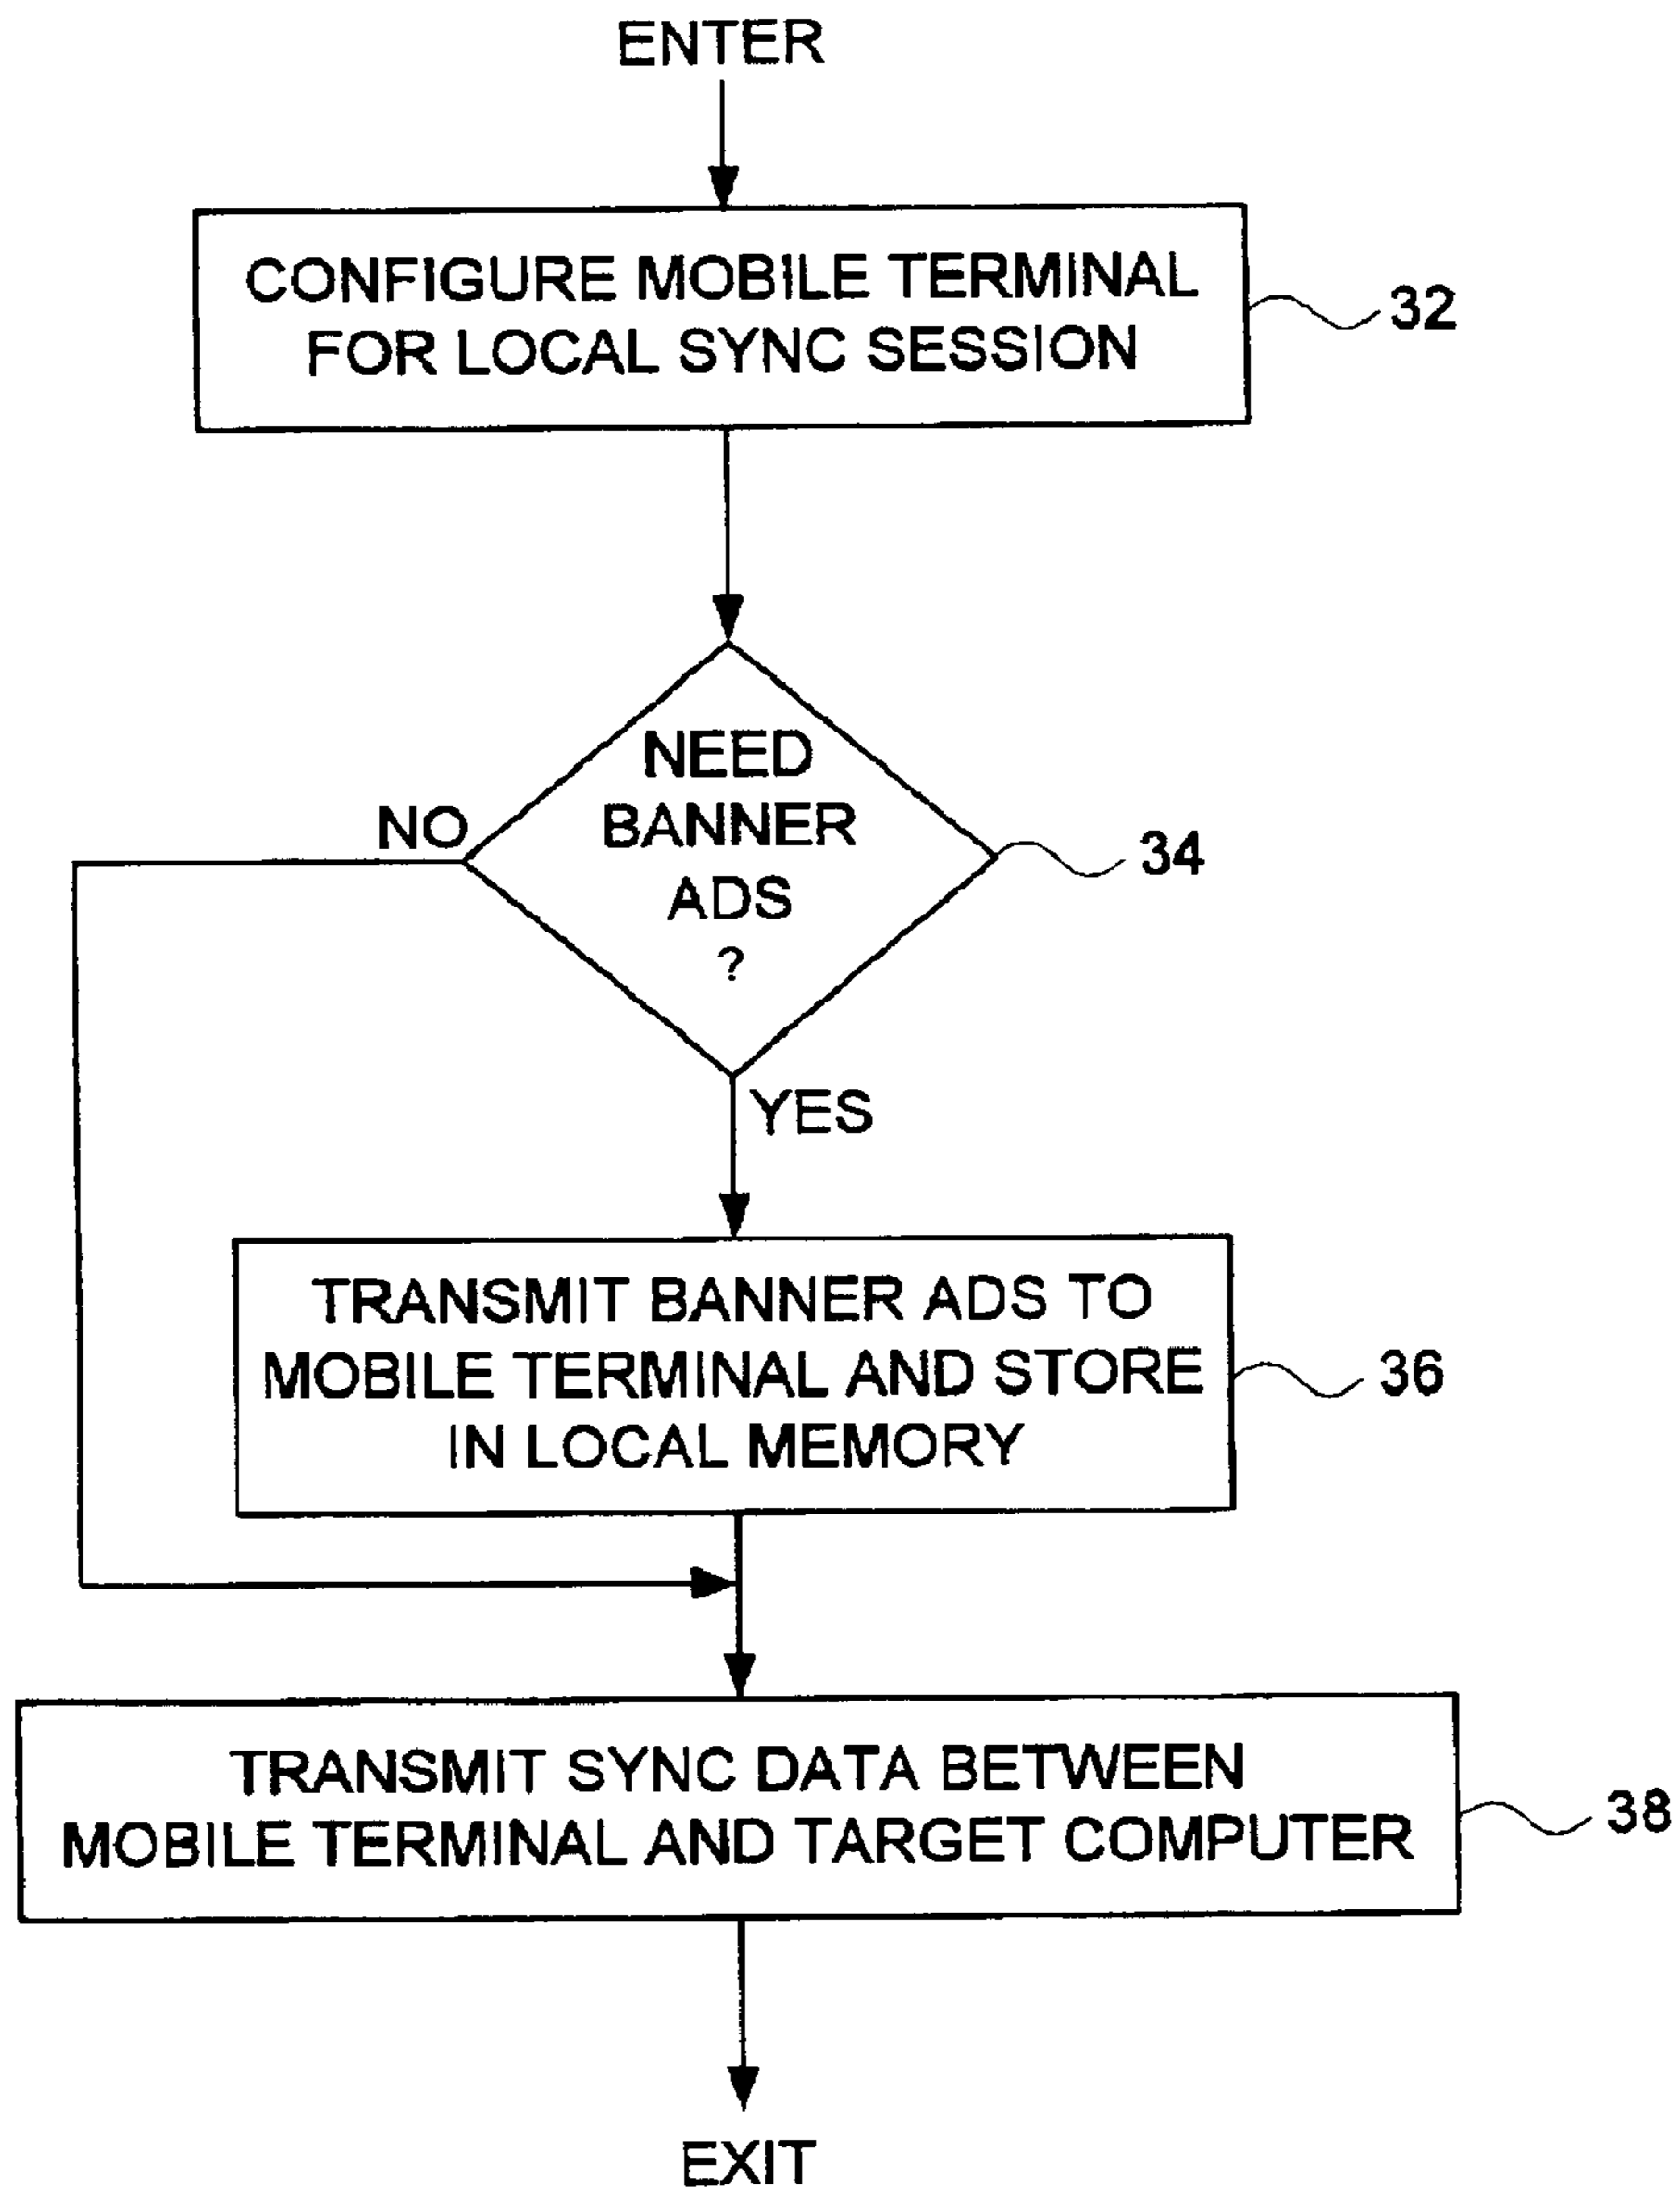 ENTER
CONFIGURE MOBILE TERMINAL
FOR LOCAL SYNC SESSION
32
NEED
BANNER
ADS
?
NO
34
YES
TRANSMIT BANNER ADS TO
MOBILE TERMINAL AND STORE
IN LOCAL MEMORY
36
TRANSMIT SYNC DATA BETWEEN
MOBILE TERMINAL AND TARGET COMPUTER
38
EXIT